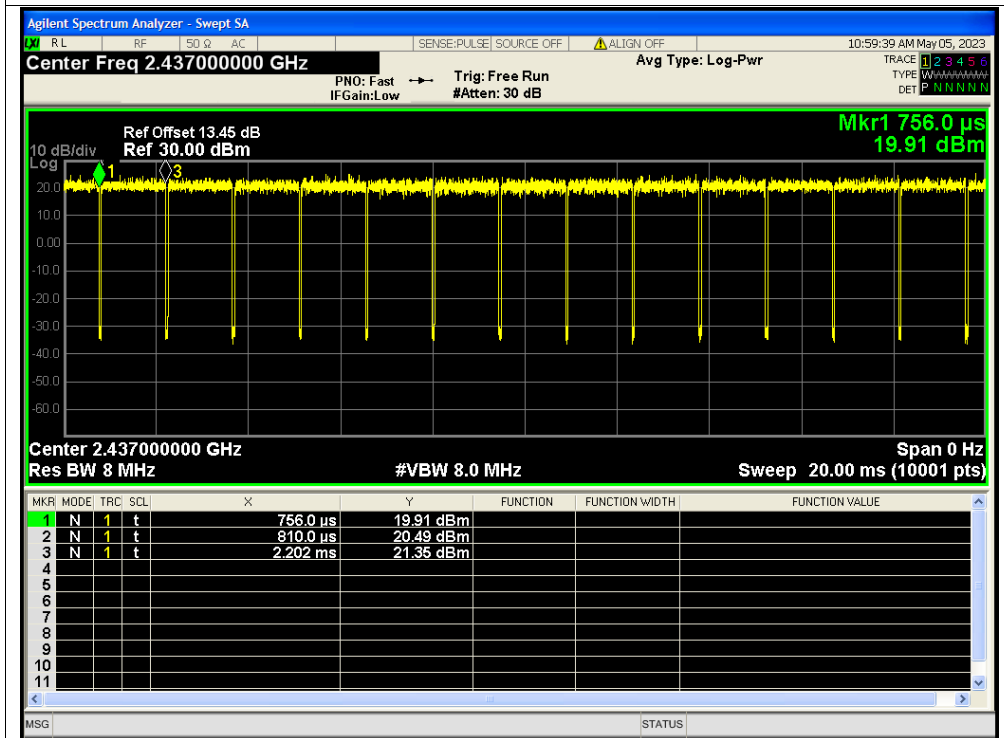 Agilent Spectrum Analyzer - Swept SA
LXI RL RF 50 Ω AC SENSE:PULSE SOURCE OFF ALIGN OFF 10:59:39 AM May 05, 2023
Center Freq 2.437000000 GHz Avg Type: Log-Pwr TRACE 1 2 3 4 5 6
PNO: Fast Trig: Free Run TYPE WWWWWW
IFGain:Low #Atten: 30 dB DET P N N N N N
Mkr1 756.0 µs
Ref Offset 13.45 dB
10 dB/div Ref 30.00 dBm 19.91 dBm
Log
1 3
20.0
10.0
0.00
-10.0
-20.0
-30.0
-40.0
-50.0
-60.0
Center 2.437000000 GHz Span 0 Hz
Res BW 8 MHz #VBW 8.0 MHz Sweep 20.00 ms (10001 pts)
MKR MODE TRC SCL X Y FUNCTION FUNCTION WIDTH FUNCTION VALUE
1 N 1 t 756.0 µs 19.91 dBm
2 N 1 t 810.0 µs 20.49 dBm
3 N 1 t 2.202 ms 21.35 dBm
4
5
6
7
8
9
10
11
MSG STATUS